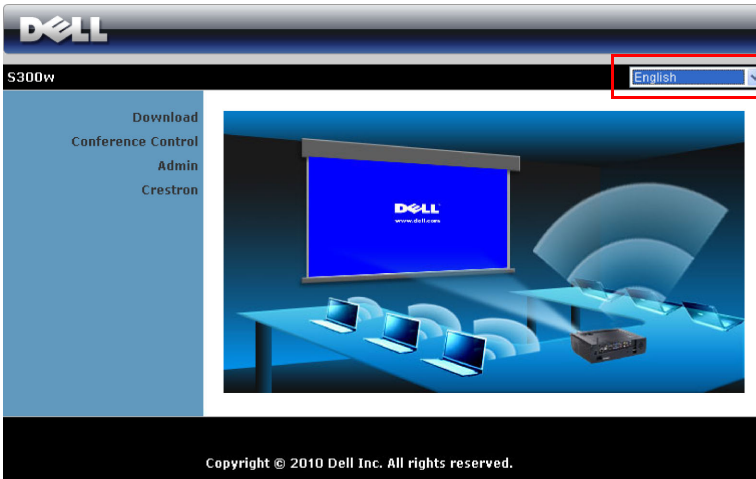 DELL
S300w
English
Download
Conference Control
Admin
Crestron
DELL
www.dell.com
Copyright © 2010 Dell Inc. All rights reserved.